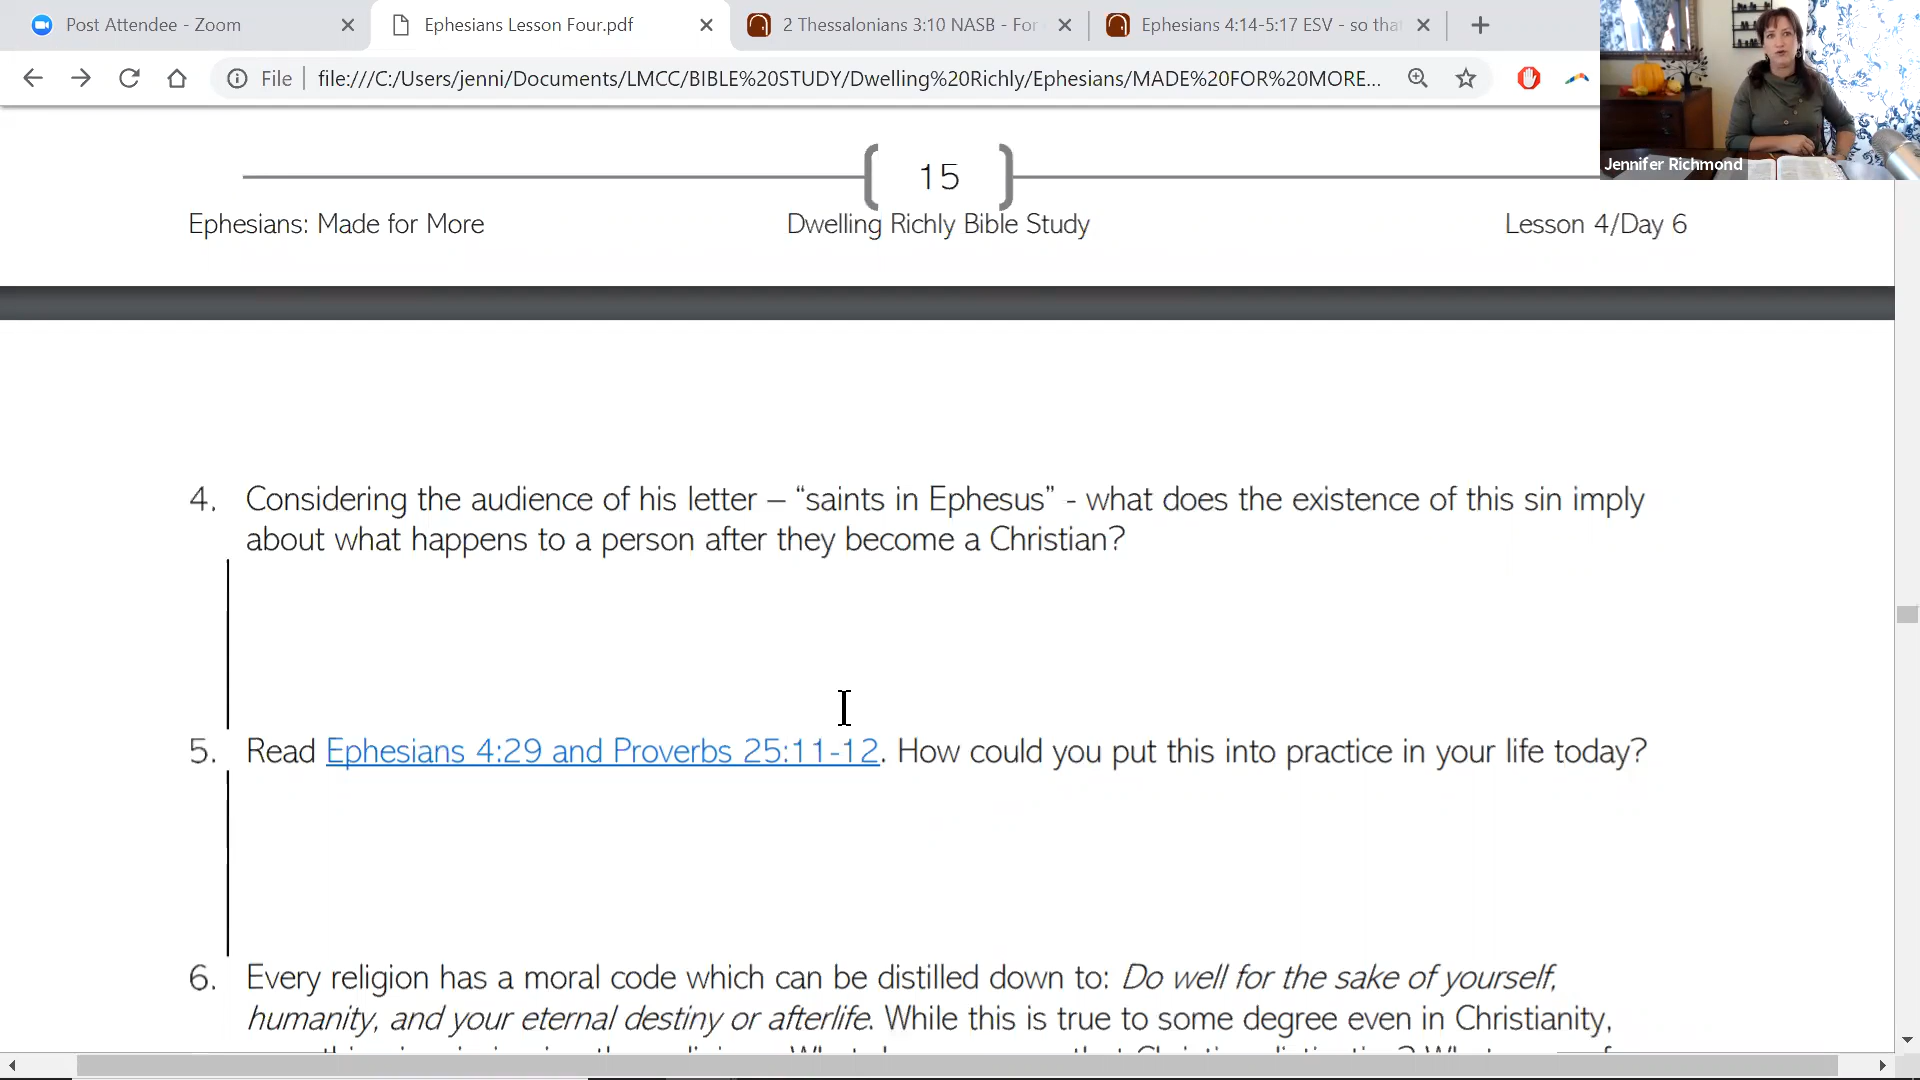 Post Attendee - Zoom
Ephesians Lesson Four.pdf
2 Thessalonians 3:10 NASB - For
Ephesians 4:14-5:17 ESV - so that
File
file:///C:/Users/jenni/Documents/LMCC/BIBLE%20STUDY/Dwelling%20Richly/Ephesians/MADE%20FOR%20MORE...
Jennifer Richmond
15
Ephesians: Made for More
Dwelling Richly Bible Study
Lesson 4/Day 6
4. Considering the audience of his letter – “saints in Ephesus” - what does the existence of this sin imply
about what happens to a person after they become a Christian?
5. Read Ephesians 4:29 and Proverbs 25:11-12. How could you put this into practice in your life today?
6. Every religion has a moral code which can be distilled down to: Do well for the sake of yourself,
humanity, and your eternal destiny or afterlife. While this is true to some degree even in Christianity,